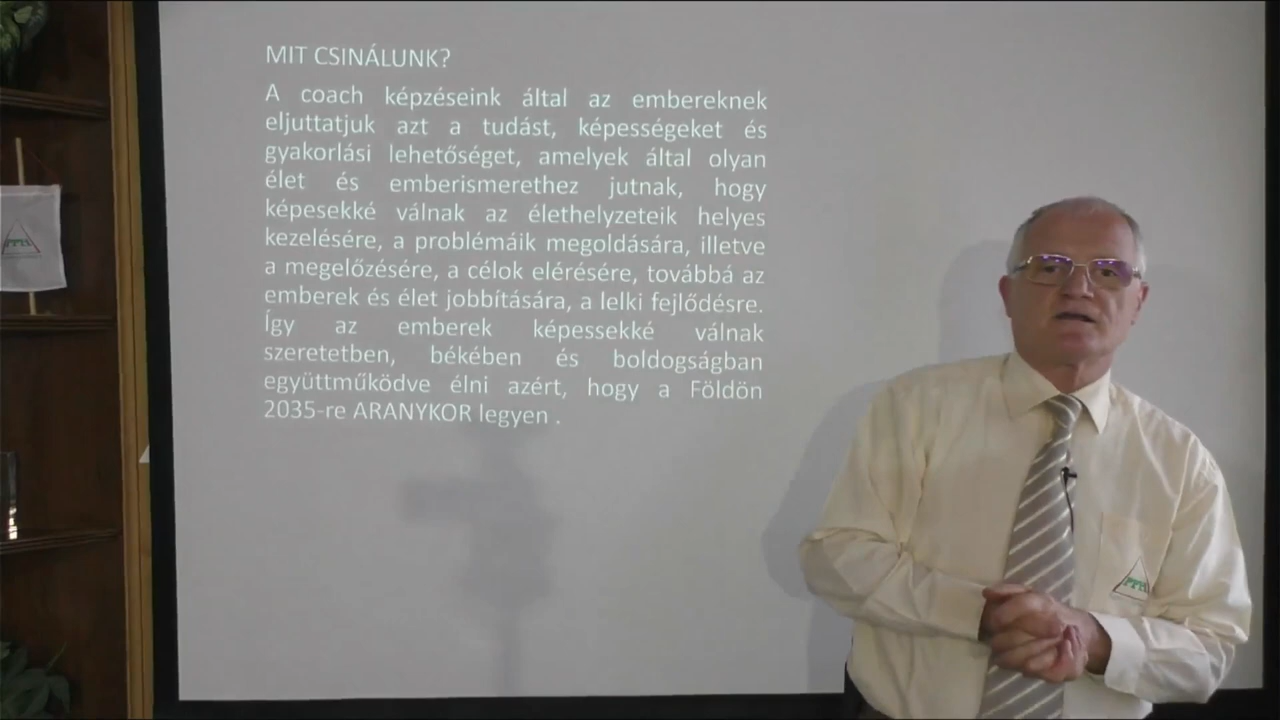 MIT CSINÁLUNK?
A coach képzéseink által az embereknek
eljuttatjuk azt a tudást, képességeket és
gyakorlási lehetőséget, amelyek által olyan
élet és emberismerethez jutnak, hogy
képesekké válnak az élethelyzeteik helyes
kezelésére, a problémáik megoldására, illetve
a megelőzésére, a célok elérésére, továbbá az
emberek és élet jobbítására, a lelki fejlődésre.
Így az emberek képessekké válnak
szeretetben, békében és boldogságban
együttműködve élni azért, hogy a Földön
2035-re ARANYKOR legyen .